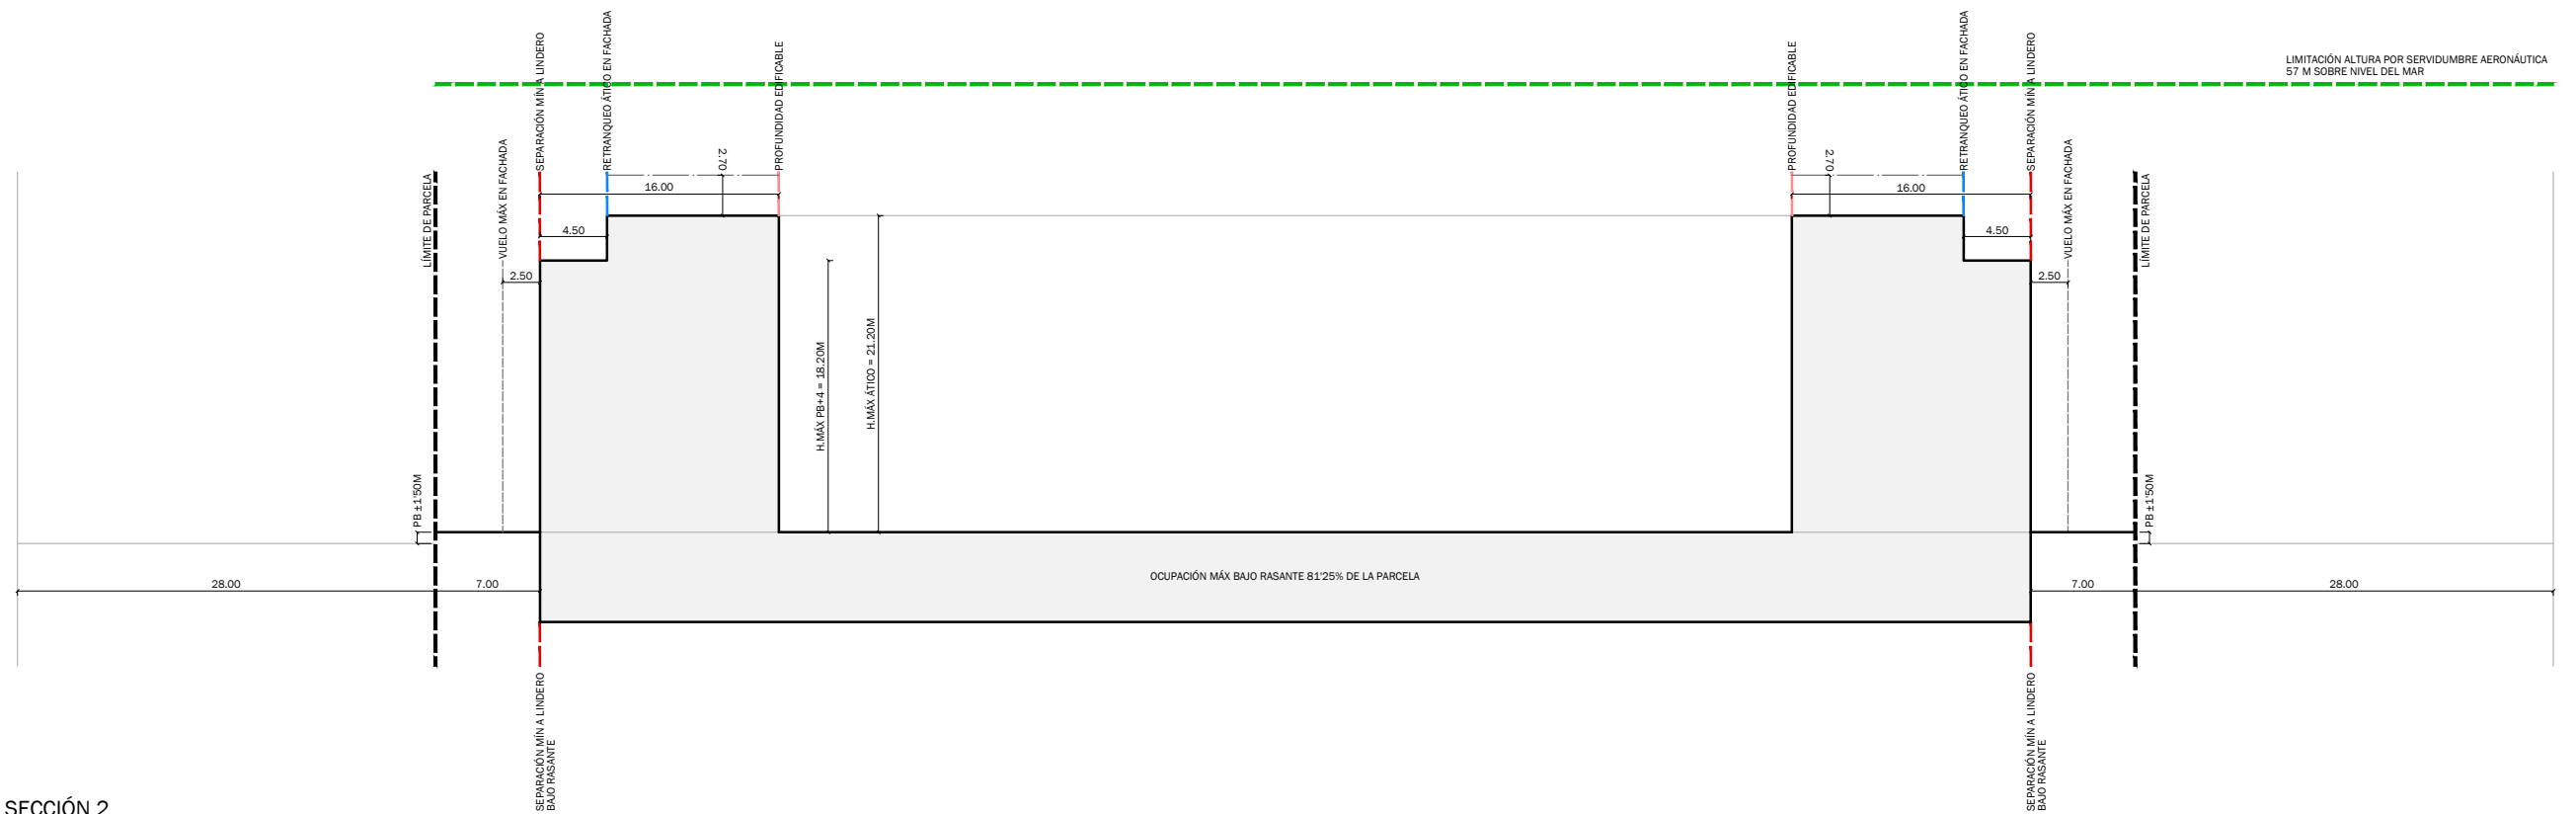 LIMITACIÓN ALTURA POR SERVIDUMBRE AERONÁUTICA
57 M SOBRE NIVEL DEL MAR
LÍMITE DE PARCELA
VUELO MÁX EN FACHADA
SEPARACIÓN MÍN A LINDERO
RETRANQUEO ÁTICO EN FACHADA
PROFUNDIDAD EDIFICABLE
PROFUNDIDAD EDIFICABLE
RETRANQUEO ÁTICO EN FACHADA
SEPARACIÓN MÍN A LINDERO
VUELO MÁX EN FACHADA
LÍMITE DE PARCELA
2.70
2.70
16.00
16.00
4.50
4.50
2.50
2.50
H.MÁX PB+4 = 18.20M
H.MÁX ÁTICO = 21.20M
PB ±1'50M
PB ±1'50M
OCUPACIÓN MÁX BAJO RASANTE 81'25% DE LA PARCELA
28.00
7.00
7.00
28.00
SEPARACIÓN MÍN A LINDERO
BAJO RASANTE
SEPARACIÓN MÍN A LINDERO
BAJO RASANTE
SECCIÓN 2